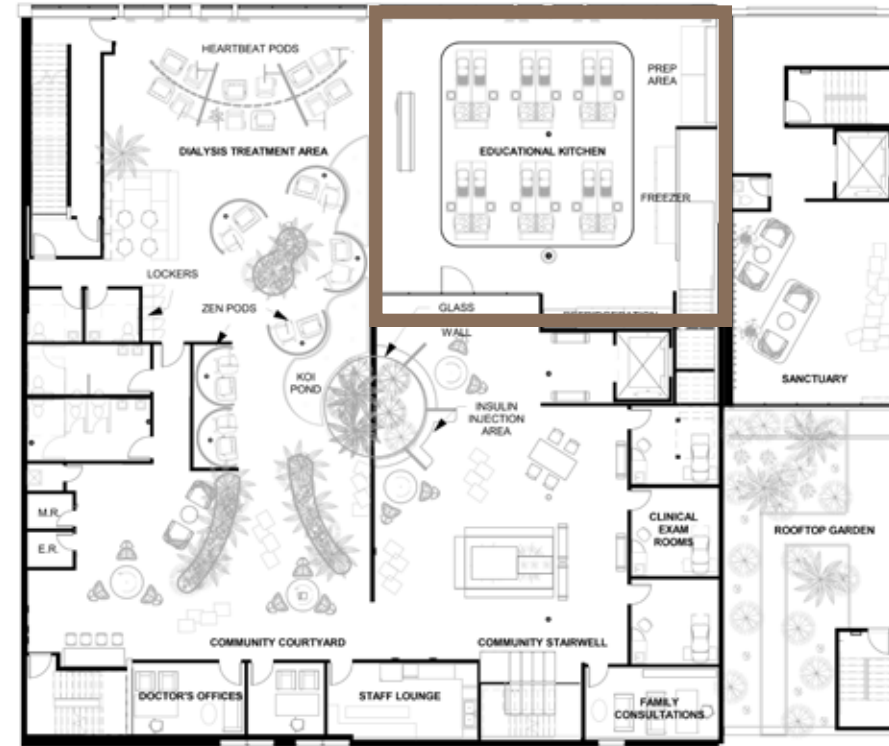 HEARTBEAT PODS
DIALYSIS TREATMENT AREA
PREP
AREA
EDUCATIONAL KITCHEN
FREEZER
LOCKERS
ZEN PODS
GLASS
WALL
KOI
POND
INSULIN
INJECTION
AREA
SANCTUARY
M.R.
E.R.
CLINICAL
EXAM
ROOMS
ROOFTOP GARDEN
COMMUNITY COURTYARD
COMMUNITY STAIRWELL
DOCTOR'S OFFICES
STAFF LOUNGE
FAMILY
CONSULTATIONS